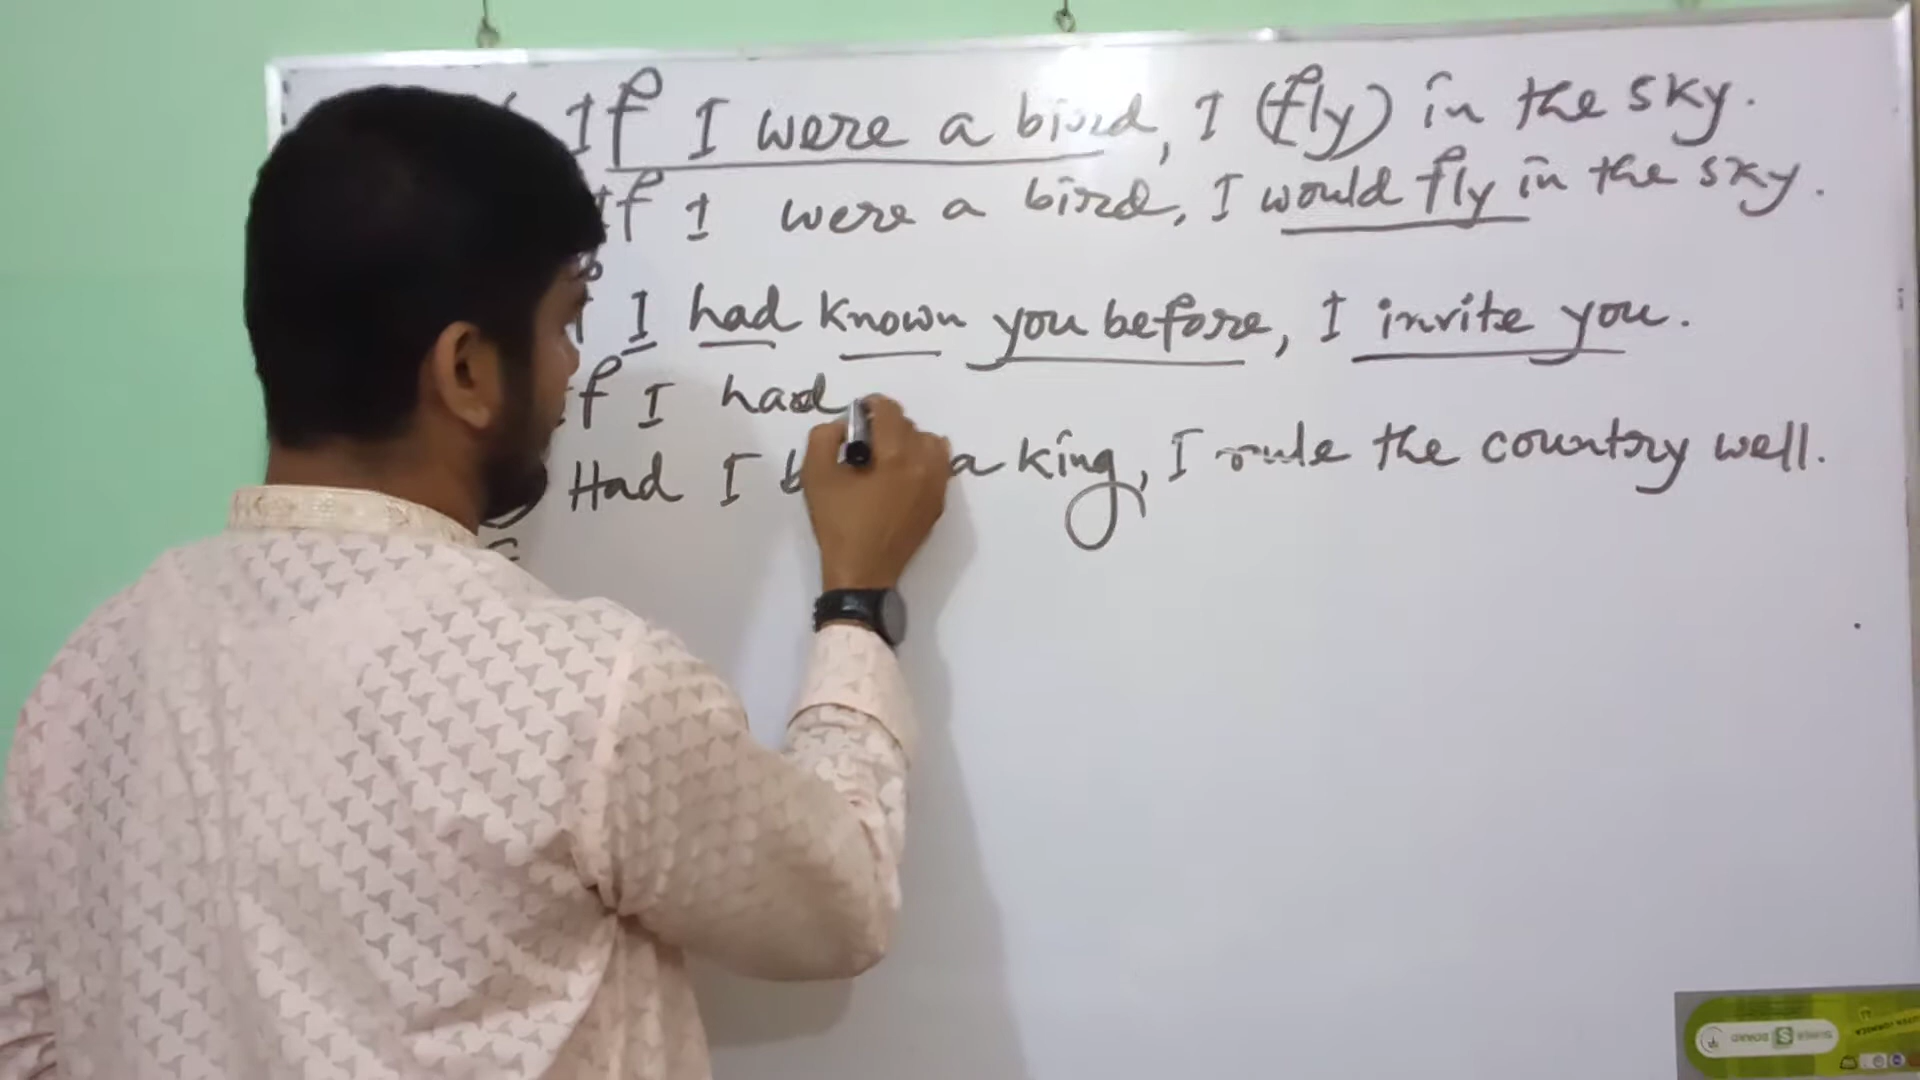 If I were a bird, I (fly) in the sky.
If I were a bird, I would fly in the sky.
I had known you before, I invite you.
If I had
Had I a king, I rule the country well.